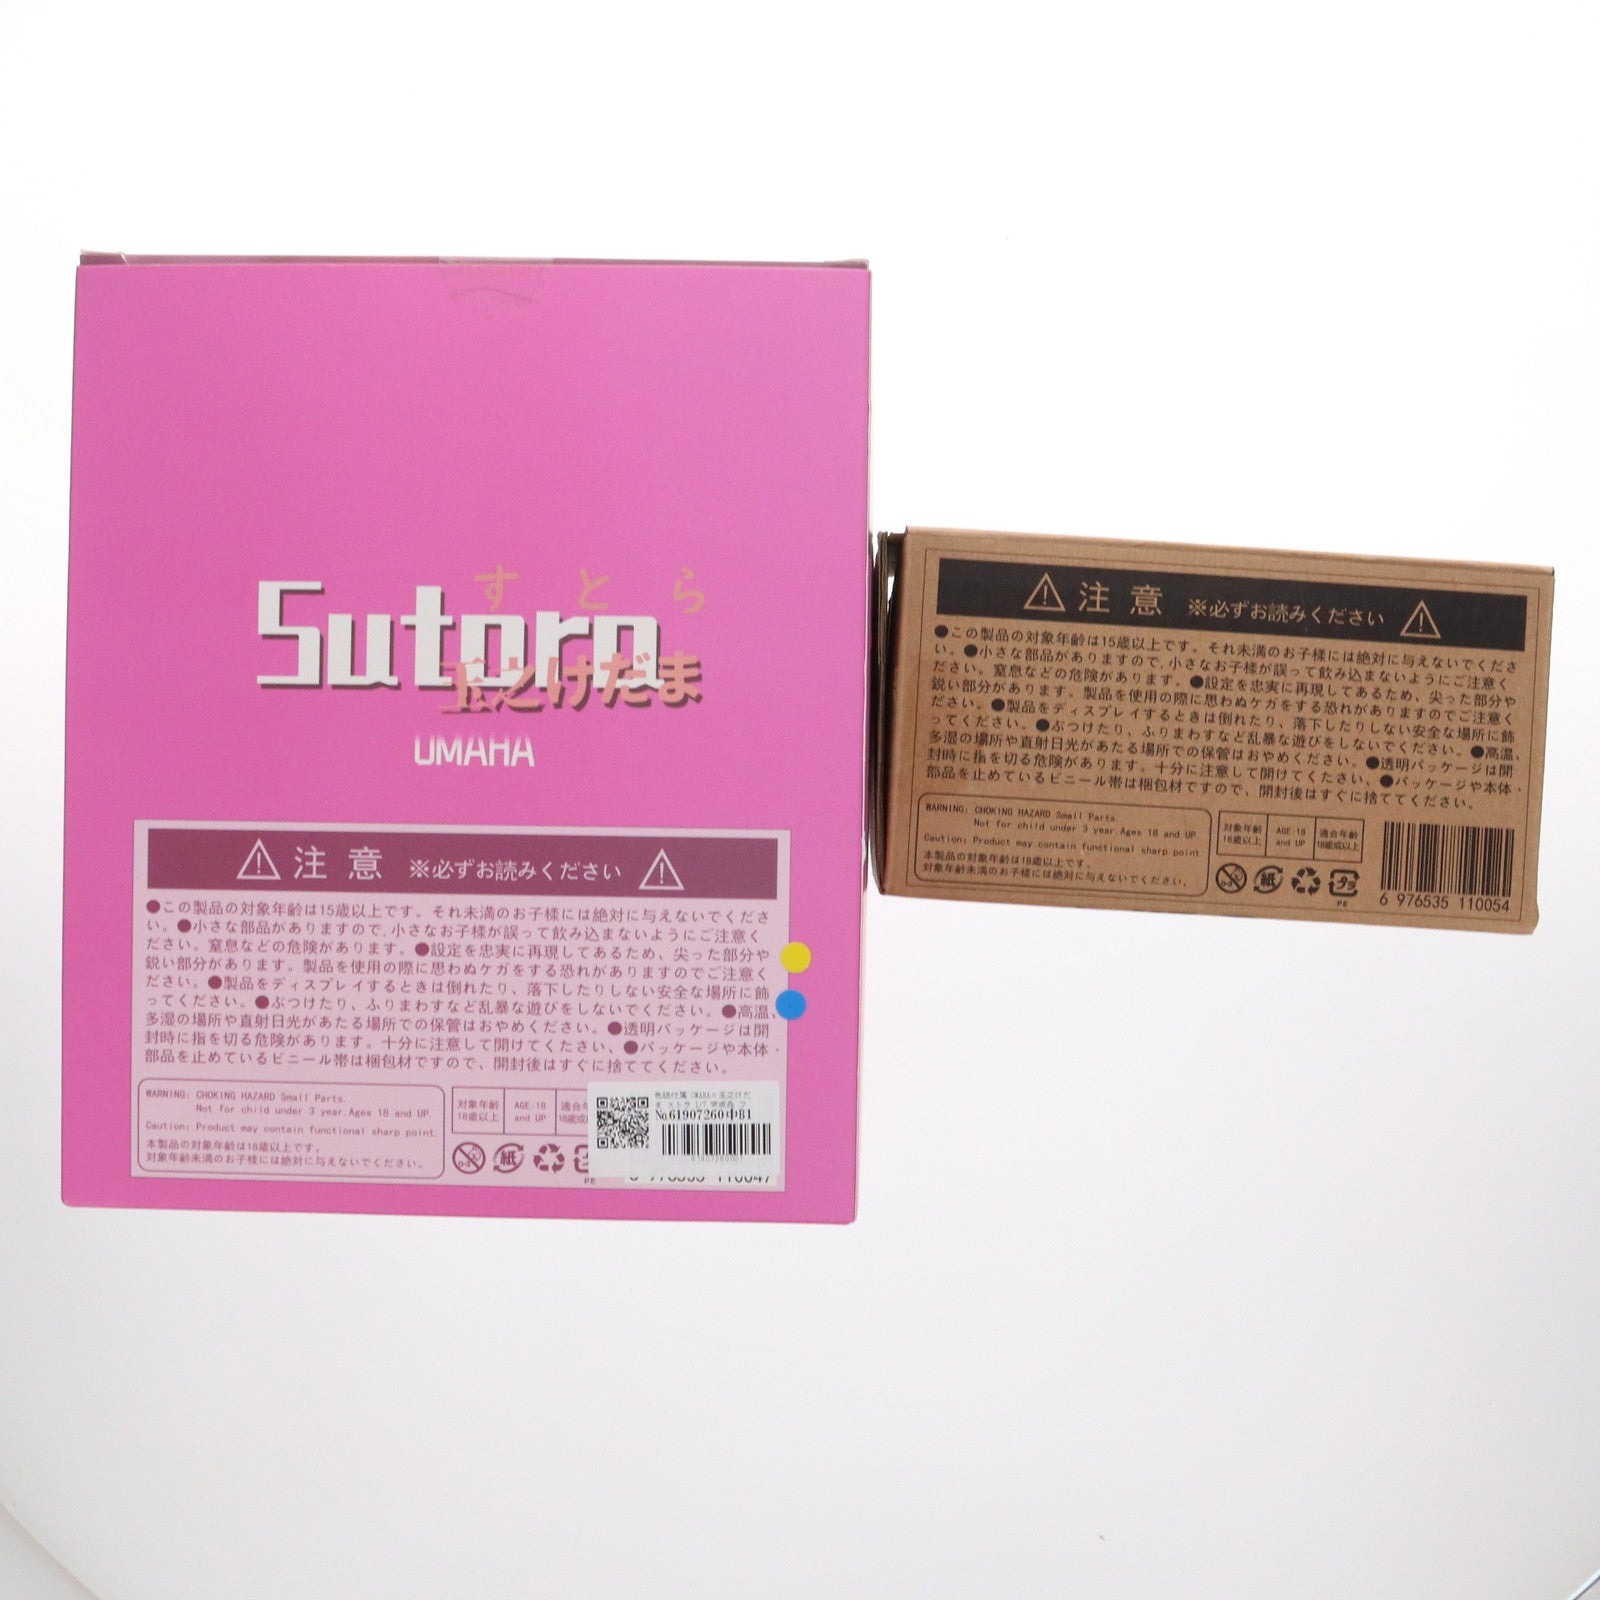 すとら
Sutora
玉之けだま
UMAHA
注意 ※必ずお読みください
●この製品の対象年齢は15歳以上です。それ未満のお子様には絶対に与えないでくださ
い。●小さな部品がありますので,小さなお子様が誤って飲み込まないようにご注意く
ださい。窒息などの危険があります。●設定を忠実に再現してあるため、尖った部分や
鋭い部分があります。製品を使用の際に思わぬケガをする恐れがありますのでご注意く
ださい。●製品をディスプレイするときは倒れたり、落下したりしない安全な場所に飾
ってください。●ぶつけたり、ふりまわすなど乱暴な遊びをしないでください。●高温、
多湿の場所や直射日光があたる場所での保管はおやめください。●透明パッケージは開
封時に指を切る危険があります。十分に注意して開けてください、●パッケージや本体・
部品を止めているビニール帯は梱包材ですので、開封後はすぐに捨ててください。
WARNING: CHOKING HAZARD Small Parts.
Not for child under 3 year.Ages 18 and UP.
Caution: Product may contain functional sharp point.
本製品の対象年齢は18歳以上です。
対象年齢未満のお子様には絶対に与えないでください。
対象年齢
18歳以上
AGE:18
and UP
適合年
18歳或
紙
PE
色紙付属 UMAHA×玉之けだ
ま ストラ 1/7 完成品 フ
No.61907260中B1
注意 ※必ずお読みください
●この製品の対象年齢は15歳以上です。それ未満のお子様には絶対に与えないでくださ
い。●小さな部品がありますので,小さなお子様が誤って飲み込まないようにご注意く
ださい。窒息などの危険があります。●設定を忠実に再現してあるため、尖った部分や
鋭い部分があります。製品を使用の際に思わぬケガをする恐れがありますのでご注意く
ださい。●製品をディスプレイするときは倒れたり、落下したりしない安全な場所に飾
ってください。●ぶつけたり、ふりまわすなど乱暴な遊びをしないでください。●高温、
多湿の場所や直射日光があたる場所での保管はおやめください。●透明パッケージは開
封時に指を切る危険があります。十分に注意して開けてください、●パッケージや本体・
部品を止めているビニール帯は梱包材ですので、開封後はすぐに捨ててください。
WARNING: CHOKING HAZARD Small Parts.
Not for child under 3 year.Ages 18 and UP.
Caution: Product may contain functional sharp point.
本製品の対象年齢は18歳以上です。
対象年齢未満のお子様には絶対に与えないでください。
対象年齢
18歳以上
AGE:18
and UP
適合年齢
18歳或以上
紙
プラ
PE
6 976535 110054